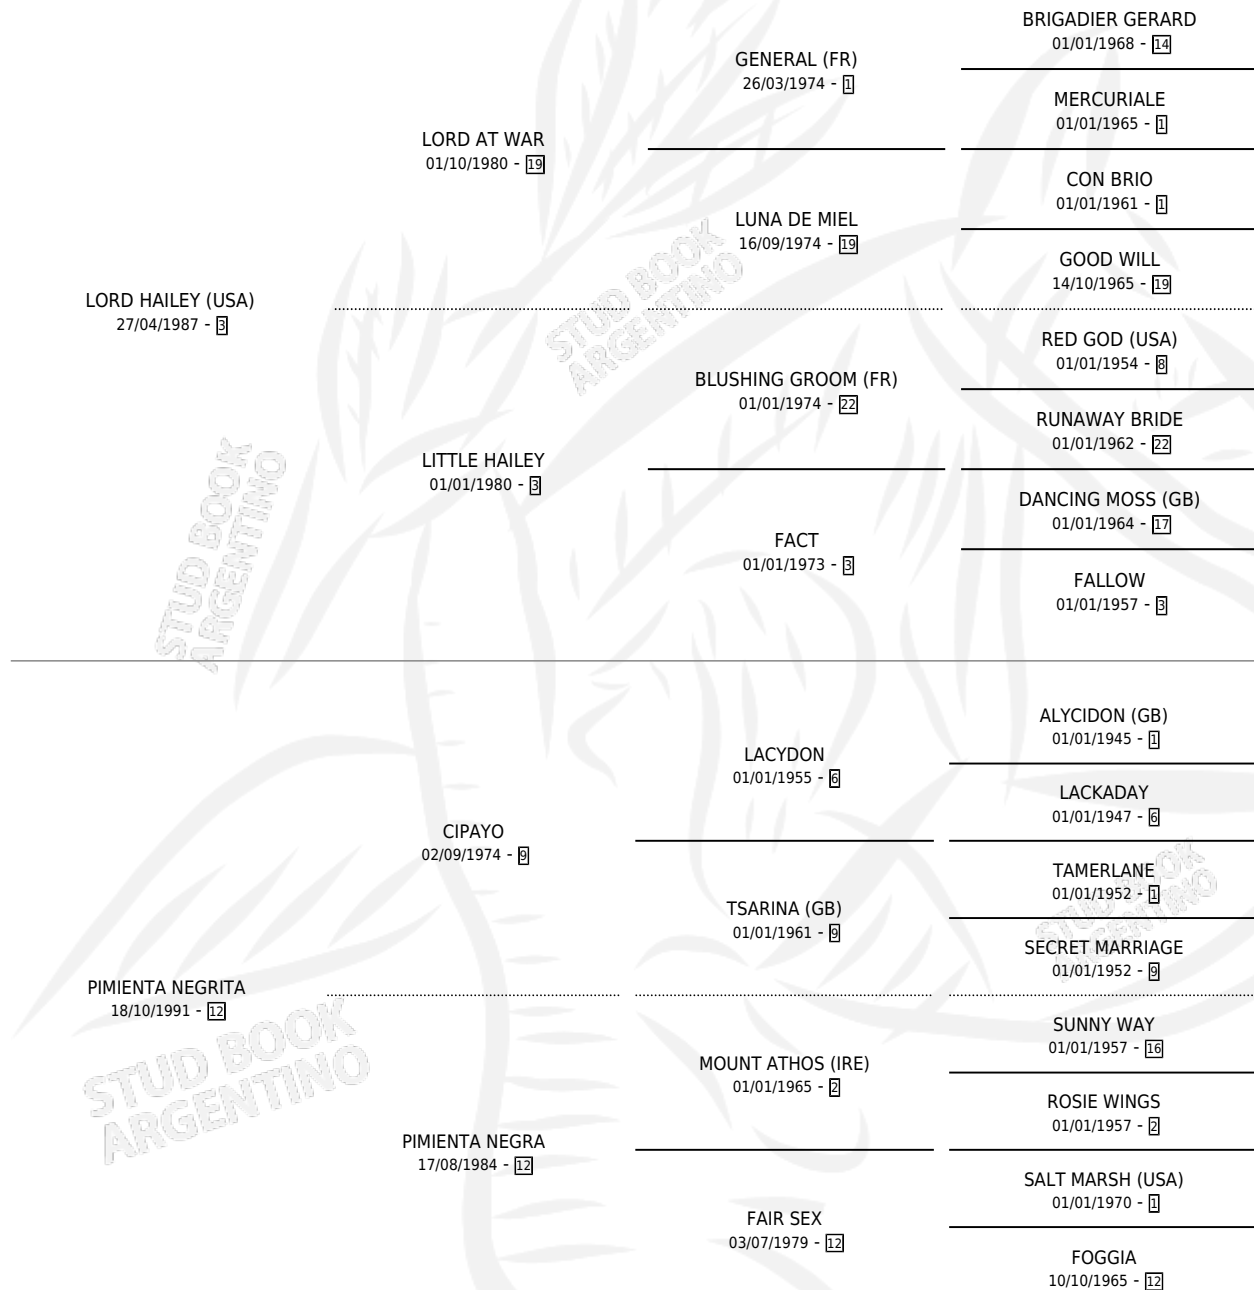 BRIGADIER GERARD
01/01/1968 - 14
GENERAL (FR)
26/03/1974 - 1
MERCURIALE
01/01/1965 - 1
LORD AT WAR
01/10/1980 - 19
CON BRIO
01/01/1961 - 1
LUNA DE MIEL
16/09/1974 - 19
GOOD WILL
14/10/1965 - 19
LORD HAILEY (USA)
27/04/1987 - 3
RED GOD (USA)
01/01/1954 - 8
BLUSHING GROOM (FR)
01/01/1974 - 22
RUNAWAY BRIDE
01/01/1962 - 22
LITTLE HAILEY
01/01/1980 - 3
DANCING MOSS (GB)
01/01/1964 - 17
FACT
01/01/1973 - 3
FALLOW
01/01/1957 - 3
ALYCIDON (GB)
01/01/1945 - 1
LACYDON
01/01/1955 - 6
LACKADAY
01/01/1947 - 6
CIPAYO
02/09/1974 - 9
TAMERLANE
01/01/1952 - 1
TSARINA (GB)
01/01/1961 - 9
SECRET MARRIAGE
01/01/1952 - 9
PIMIENTA NEGRITA
18/10/1991 - 12
SUNNY WAY
01/01/1957 - 16
MOUNT ATHOS (IRE)
01/01/1965 - 2
ROSIE WINGS
01/01/1957 - 2
PIMIENTA NEGRA
17/08/1984 - 12
SALT MARSH (USA)
01/01/1970 - 1
FAIR SEX
03/07/1979 - 12
FOGGIA
10/10/1965 - 12
STUD BOOK
ARGENTINO
STUD BOOK
ARGENTINO
STUD BOOK
ARGENTINO
STUD BOOK
ARGENTINO